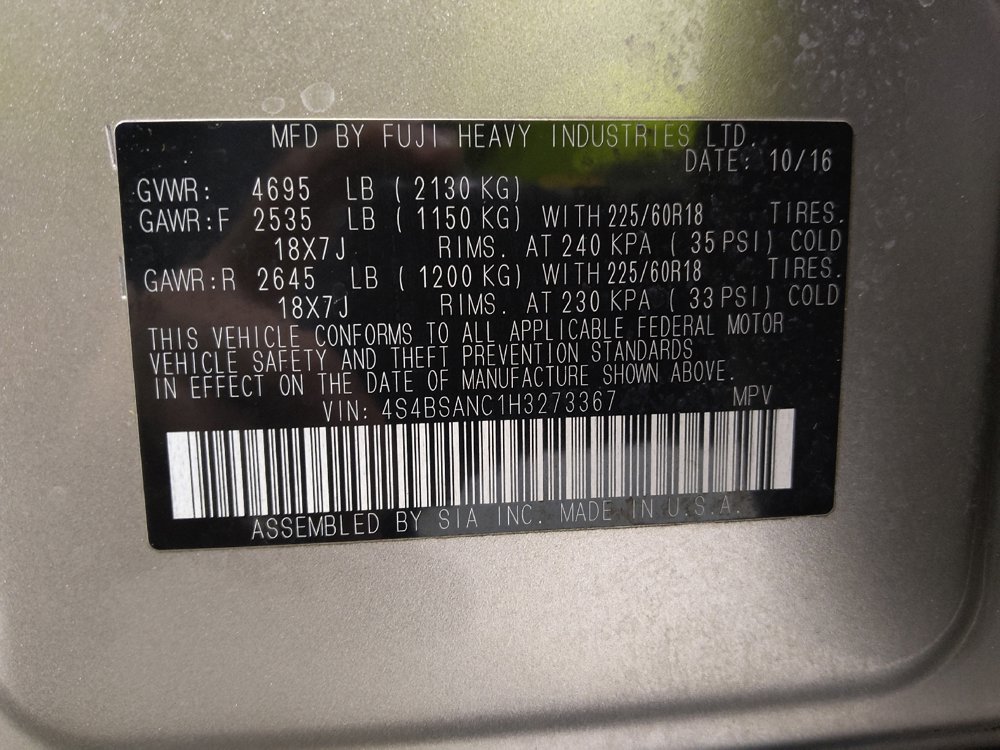 MFD BY FUJI HEAVY INDUSTRIES LTD.
DATE: 10/16
GVWR: 4695 LB ( 2130 KG)
GAWR:F 2535 LB ( 1150 KG) WITH 225/60R18 TIRES.
18X7J RIMS. AT 240 KPA ( 35 PSI) COLD
GAWR:R 2645 LB ( 1200 KG) WITH 225/60R18 TIRES.
18X7J RIMS. AT 230 KPA ( 33 PSI) COLD
THIS VEHICLE CONFORMS TO ALL APPLICABLE FEDERAL MOTOR
VEHICLE SAFETY AND THEFT PREVENTION STANDARDS
IN EFFECT ON THE DATE OF MANUFACTURE SHOWN ABOVE.
VIN: 4S4BSANC1H3273367 MPV
ASSEMBLED BY SIA INC. MADE IN U.S.A.